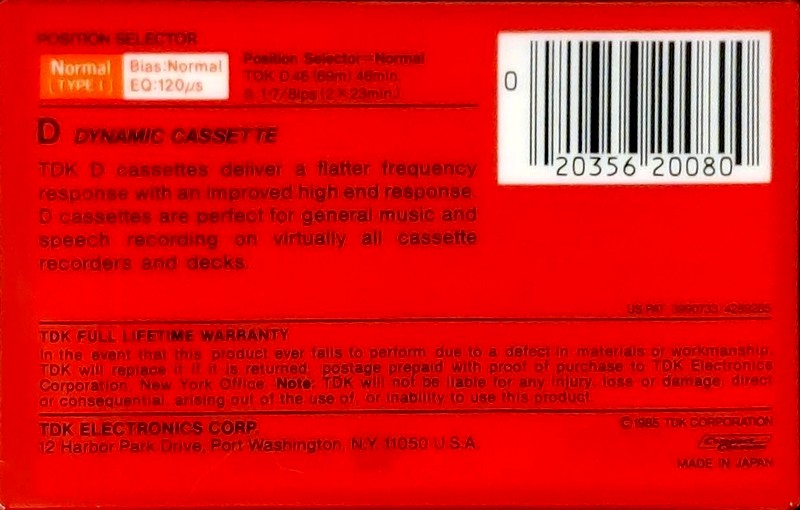 POSITION SELECTOR
Normal
[TYPE I]
Bias:Normal
EQ:120µs
Position Selector—Normal
TDK D 46 (69m) 46min.
@ 1-7/8ips (2 × 23min.)
D DYNAMIC CASSETTE
TDK D cassettes deliver a flatter frequency
response with an improved high end response.
D cassettes are perfect for general music and
speech recording on virtually all cassette
recorders and decks.
0 20356 20080
US PAT. 3990733, 4289285
TDK FULL LIFETIME WARRANTY
In the event that this product ever fails to perform due to a defect in materials or workmanship,
TDK will replace it if it is returned, postage prepaid with proof of purchase to TDK Electronics
Corporation, New York Office. Note: TDK will not be liable for any injury, loss or damage, direct
or consequential, arising out of the use of, or inability to use this product.
TDK ELECTRONICS CORP.
12 Harbor Park Drive, Port Washington, N.Y. 11050 U.S.A.
©1985 TDK CORPORATION
Compact Cassette
MADE IN JAPAN